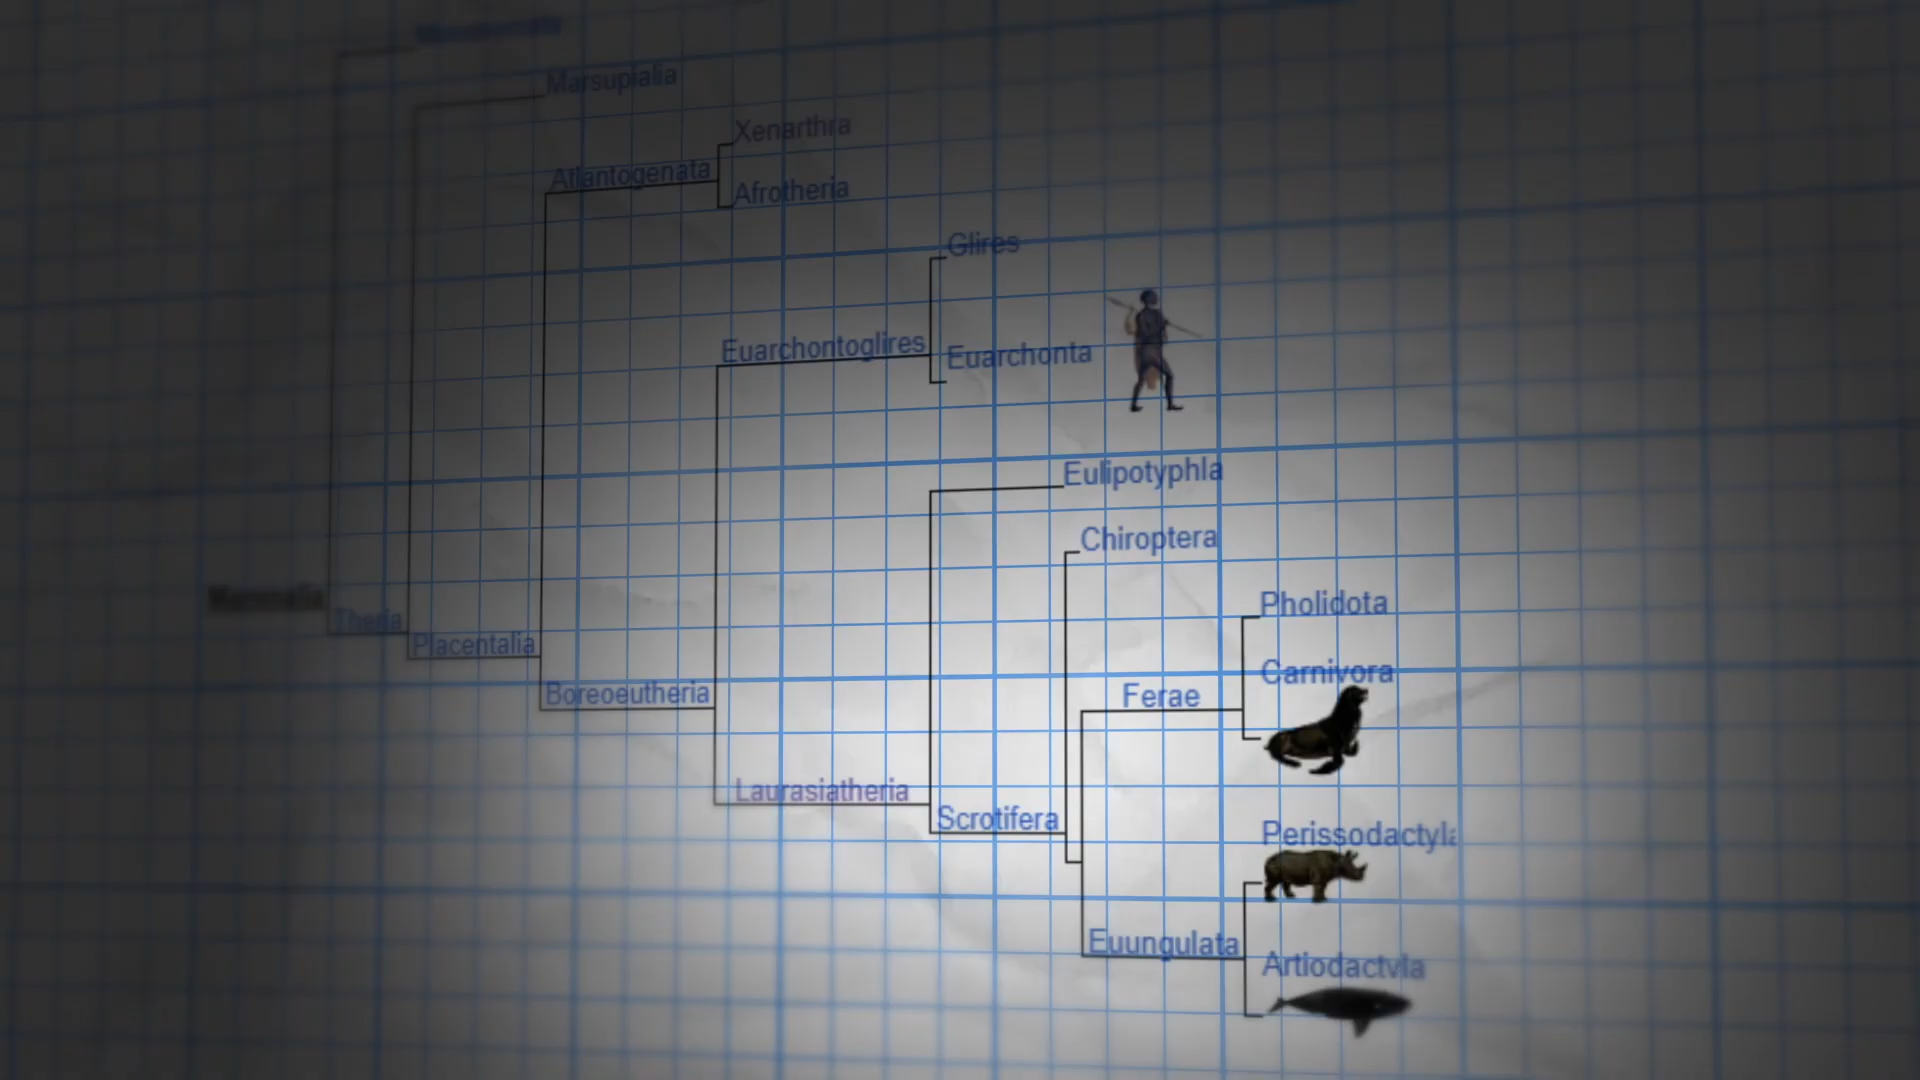 Marsupialia
Xenarthra
Atlantogenata
Afrotheria
Glires
Euarchontoglires
Euarchonta
Eulipotyphla
Chiroptera
Pholidota
Mammalia
Theria
Placentalia
Carnivora
Boreoeutheria
Ferae
Laurasiatheria
Scrotifera
Perissodactyla
Euungulata
Artiodactyla